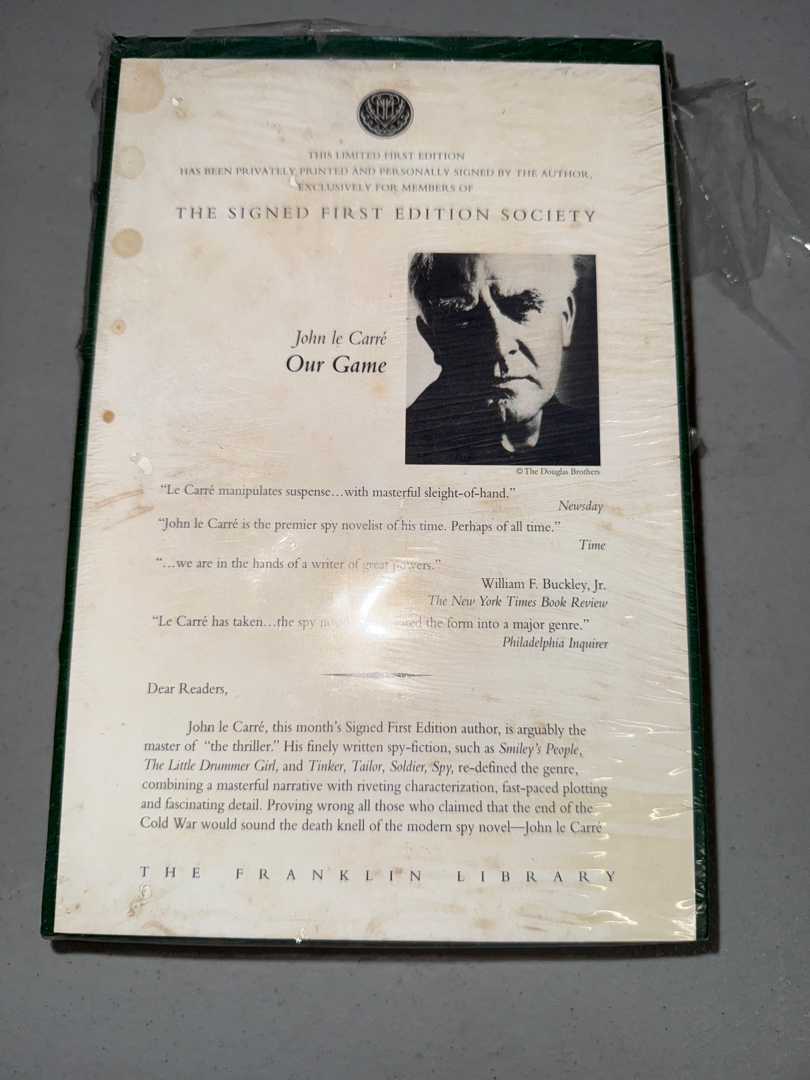 THIS LIMITED FIRST EDITION
HAS BEEN PRIVATELY PRINTED AND PERSONALLY SIGNED BY THE AUTHOR,
EXCLUSIVELY FOR MEMBERS OF
THE SIGNED FIRST EDITION SOCIETY
John le Carré
Our Game
© The Douglas Brothers
“Le Carré manipulates suspense...with masterful sleight-of-hand.”
Newsday
“John le Carré is the premier spy novelist of his time. Perhaps of all time.”
Time
“...we are in the hands of a writer of great powers.”
William F. Buckley, Jr.
The New York Times Book Review
“Le Carré has taken...the spy the form into a major genre.”
Philadelphia Inquirer
Dear Readers,
John le Carré, this month's Signed First Edition author, is arguably the
master of “the thriller.” His finely written spy-fiction, such as Smiley's People,
The Little Drummer Girl, and Tinker, Tailor, Soldier, Spy, re-defined the genre,
combining a masterful narrative with riveting characterization, fast-paced plotting
and fascinating detail. Proving wrong all those who claimed that the end of the
Cold War would sound the death knell of the modern spy novel—John le Carré
THE FRANKLIN LIBRARY